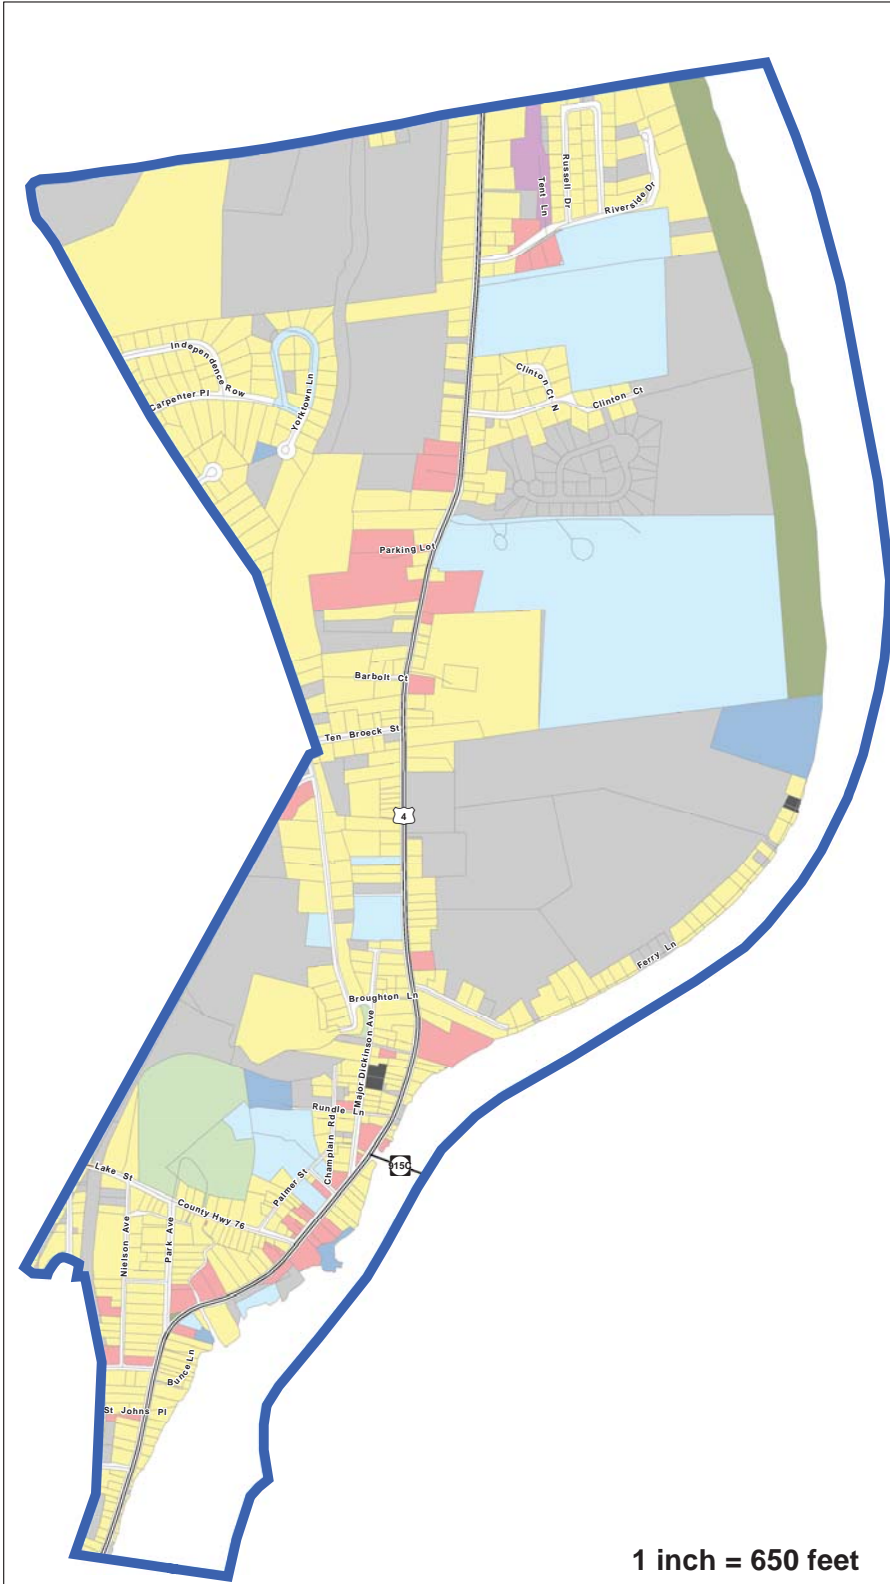 Tent Ln
Russell Dr
Riverside Dr
Independence Row
Carpenter Pl
Yorktown Ln
Clinton Ct N
Clinton Ct
Parking Lot
Barbolt Ct
Ten Broeck St
4
Ferry Ln
Broughton Ln
Major Dickinson Ave
Rundle Ln
Champlain Rd
915C
Lake St
Palmer St
County Hwy 76
Nielson Ave
Park Ave
Bunce Ln
St Johns Pl
1 inch = 650 feet